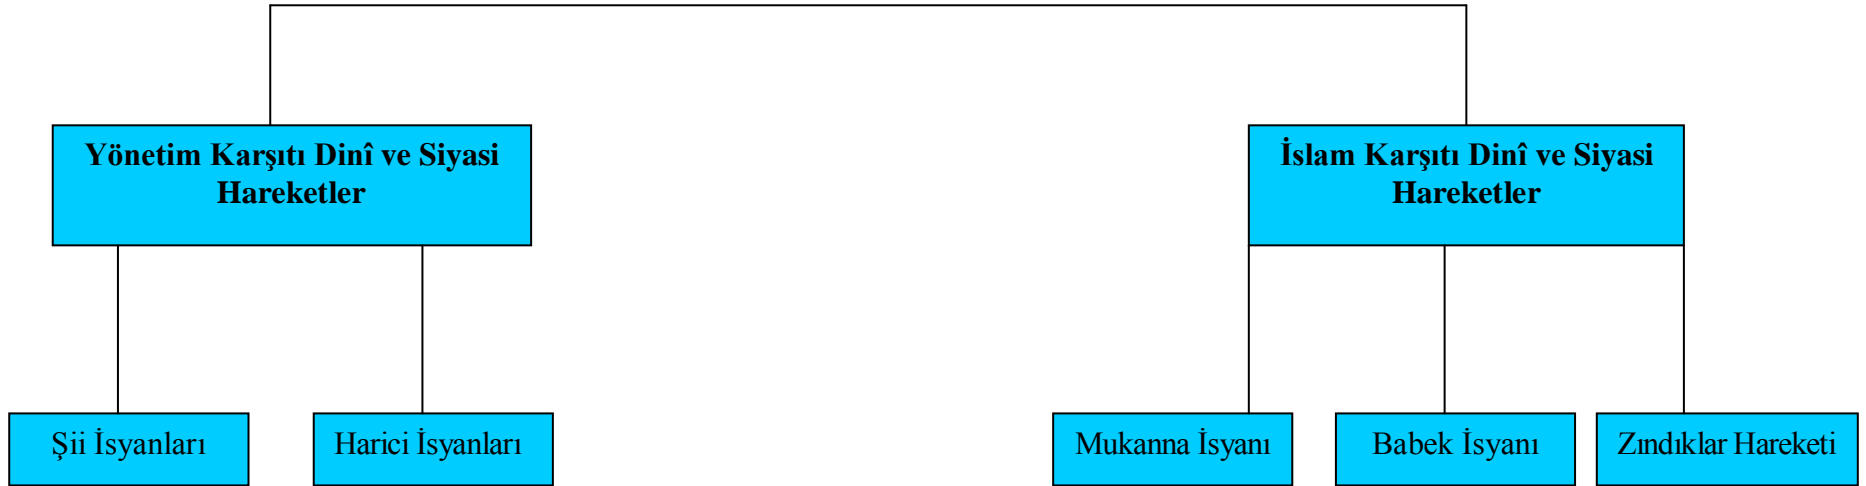 Yönetim Karşıtı Dinî ve Siyasi
Hareketler
İslam Karşıtı Dinî ve Siyasi
Hareketler
Şii İsyanları
Harici İsyanları
Mukanna İsyanı
Babek İsyanı
Zındıklar Hareketi